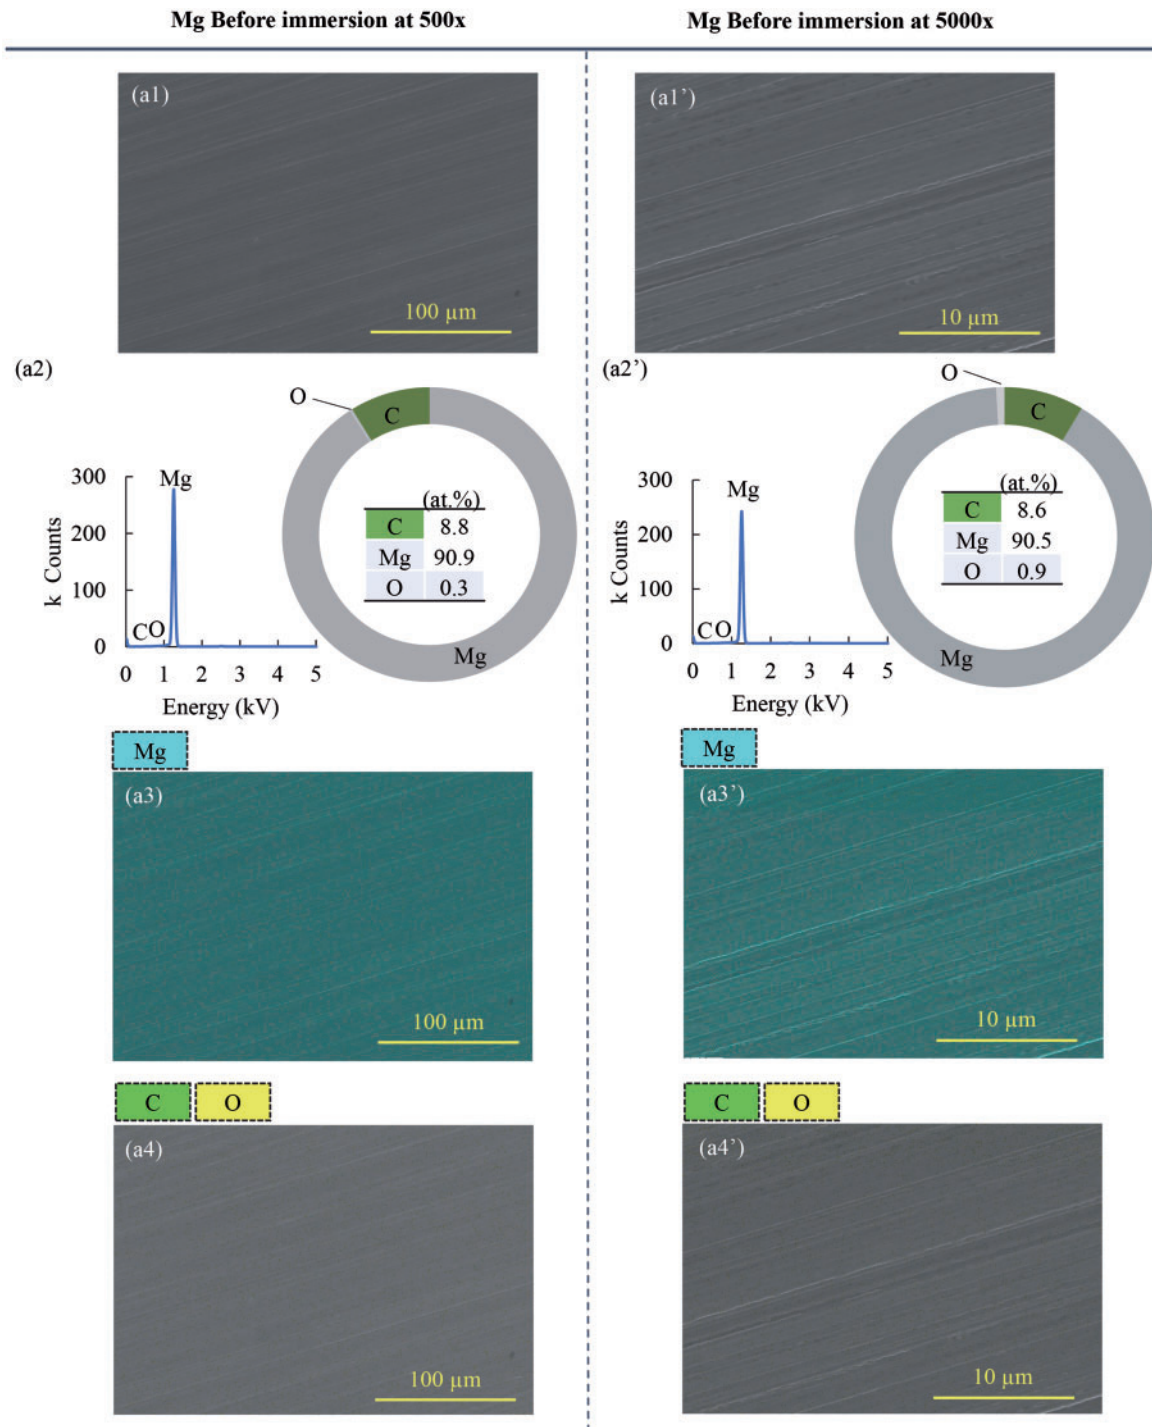 Mg Before immersion at 500x
Mg Before immersion at 5000x
(a1)
100 µm
(a1’)
10 µm
(a2)
O
C
Mg
300
200
100
0
k Counts
Mg
C O
0 1 2 3 4 5
Energy (kV)
(at.%)
C 8.8
Mg 90.9
O 0.3
(a2’)
O
C
Mg
300
200
100
0
k Counts
Mg
C O
0 1 2 3 4 5
Energy (kV)
(at.%)
C 8.6
Mg 90.5
O 0.9
Mg
(a3)
100 µm
Mg
(a3’)
10 µm
C O
(a4)
100 µm
C O
(a4’)
10 µm